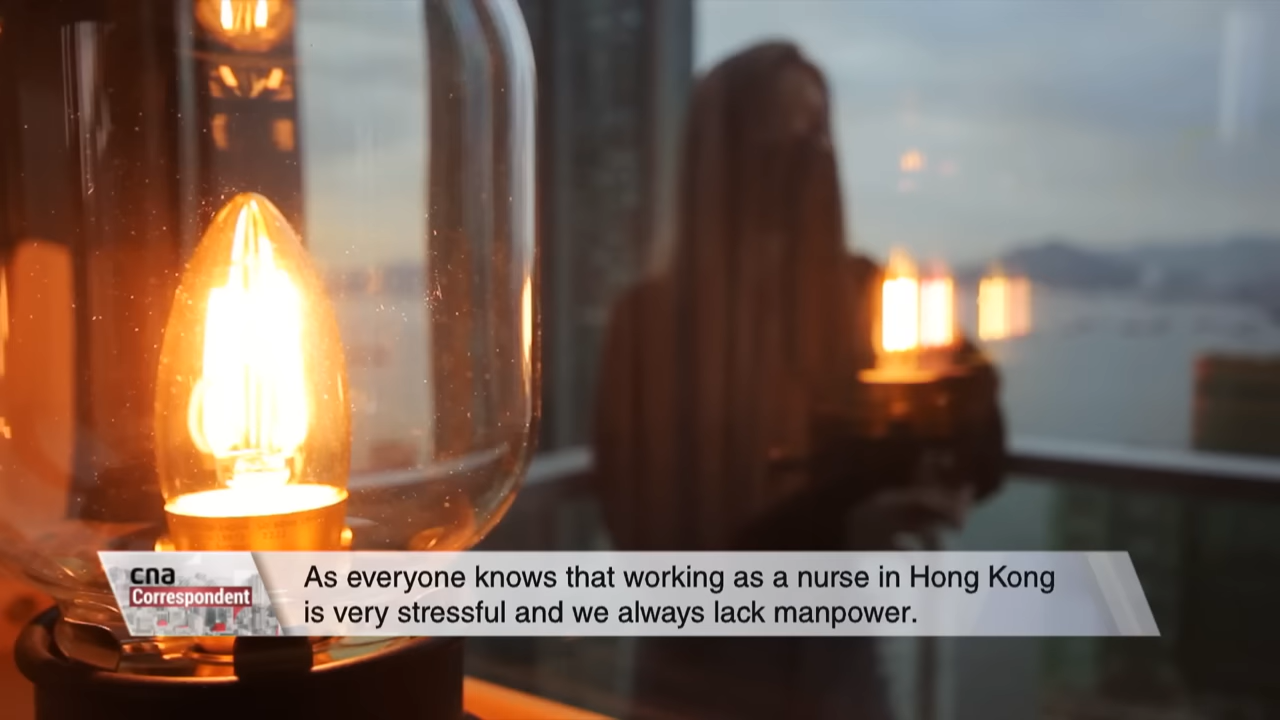 cna
Correspondent
As everyone knows that working as a nurse in Hong Kong
is very stressful and we always lack manpower.